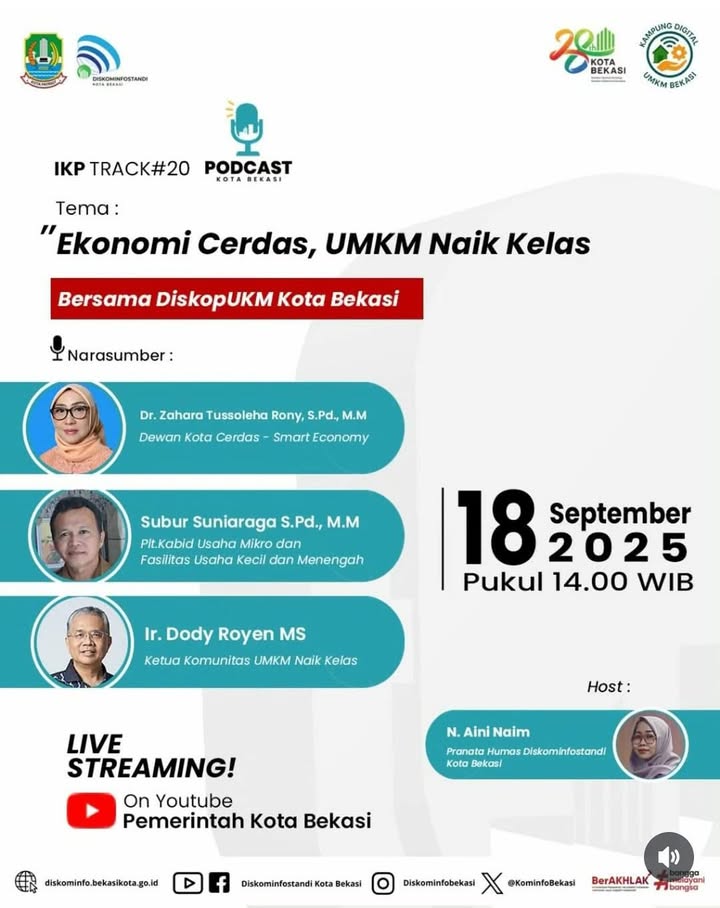 DISKOMINFOSTANDI
KOTA BEKASI
28
KOTA
BEKASI
KAMPUNG DIGITAL
UMKM BEKASI
IKP TRACK#20
PODCAST
KOTA BEKASI
Tema :
"Ekonomi Cerdas, UMKM Naik Kelas
Bersama DiskopUKM Kota Bekasi
Narasumber :
Dr. Zahara Tussoleha Rony, S.Pd., M.M
Dewan Kota Cerdas - Smart Economy
Subur Suniaraga S.Pd., M.M
Plt.Kabid Usaha Mikro dan
Fasilitas Usaha Kecil dan Menengah
Ir. Dody Royen MS
Ketua Komunitas UMKM Naik Kelas
18 September
2025
Pukul 14.00 WIB
Host :
N. Aini Naim
Pranata Humas Diskominfostandi
Kota Bekasi
LIVE
STREAMING!
On Youtube
Pemerintah Kota Bekasi
diskominfo.bekasikota.go.id
Diskominfostandi Kota Bekasi
Diskominfobekasi
@KominfoBekasi
BerAKHLAK
#bangga
melayani
bangsa